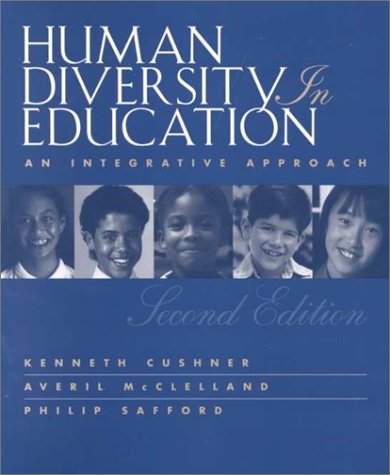 HUMAN
DIVERSITY In
EDUCATION
AN INTEGRATIVE APPROACH
Second Edition
KENNETH CUSHNER
AVERIL McCLELLAND
PHILIP SAFFORD